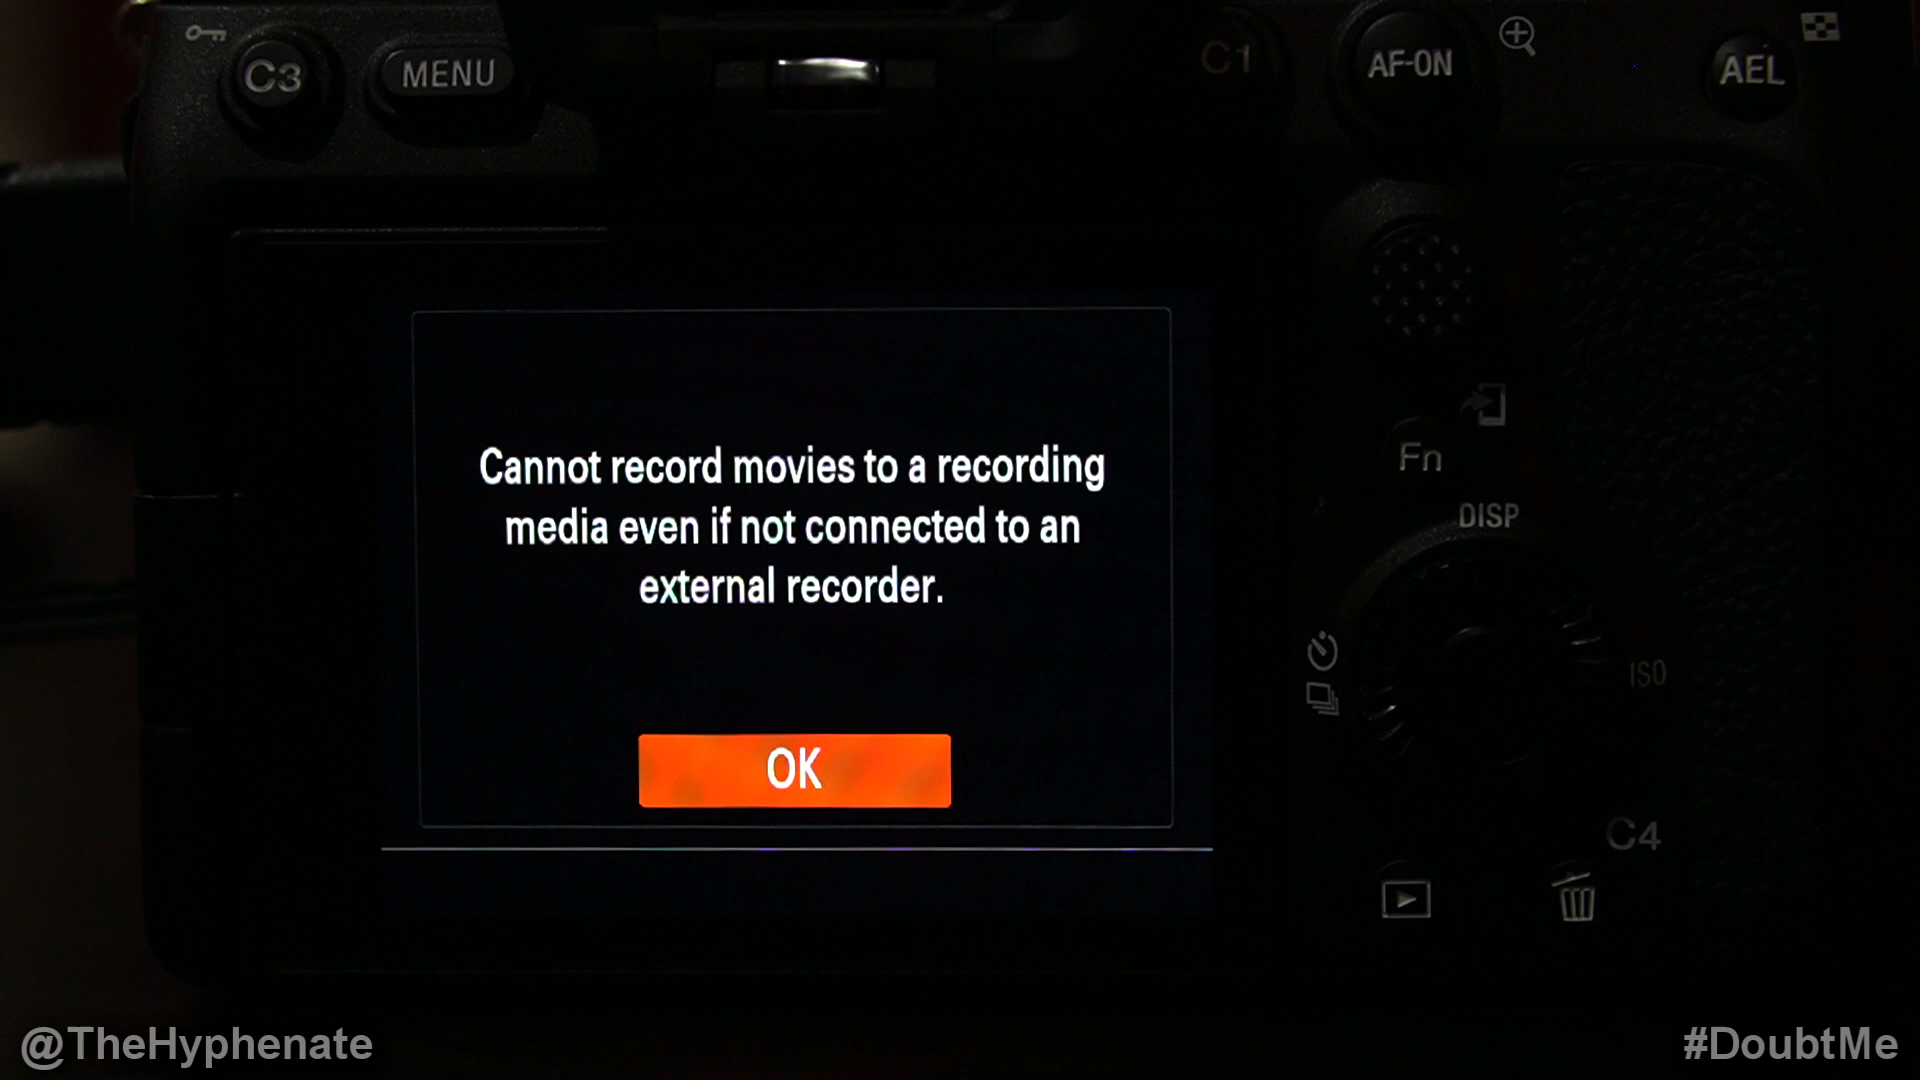 C3
MENU
C1
AF-ON
AEL
Cannot record movies to a recording
media even if not connected to an
external recorder.
OK
Fn
DISP
ISO
C4
@TheHyphenate
#DoubtMe